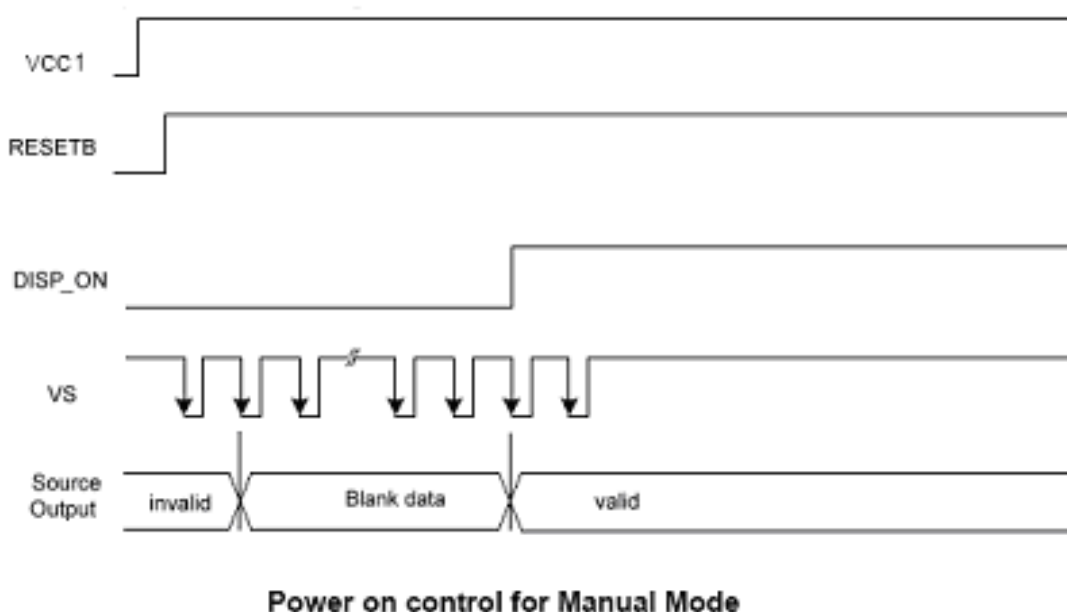 VCC1
RESETB
DISP_ON
VS
Source
Output
invalid
Blank data
valid
Power on control for Manual Mode